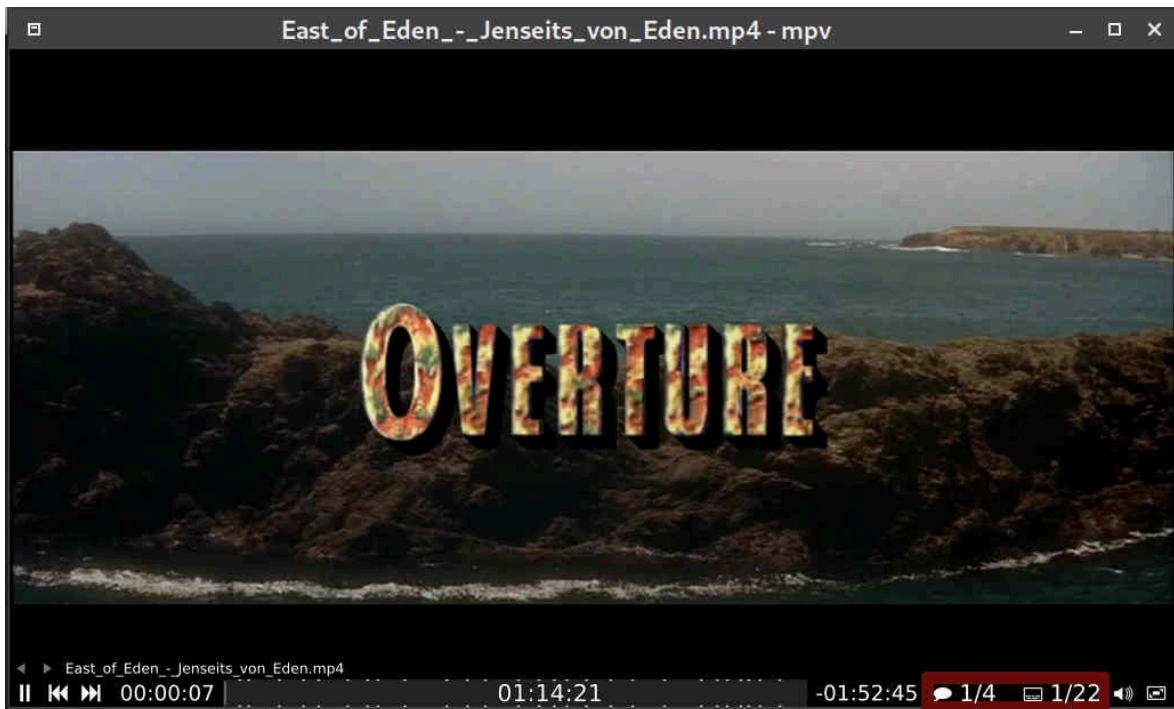 East_of_Eden_-_Jenseits_von_Eden.mp4 - mpv
OVERTURE
East_of_Eden_-_Jenseits_von_Eden.mp4
00:00:07 01:14:21 -01:52:45 1/4 1/22